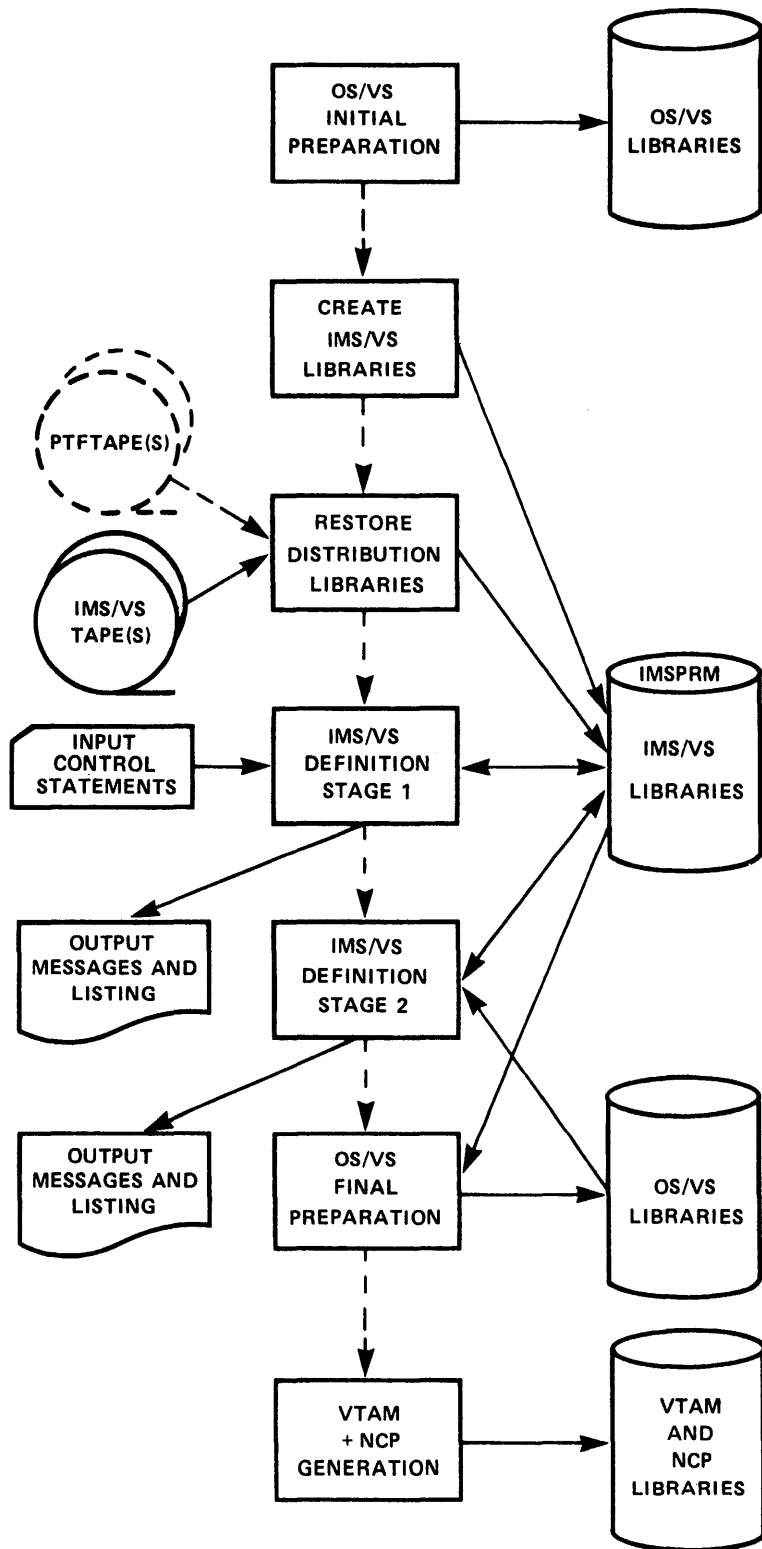 OS/VS
INITIAL
PREPARATION
OS/VS
LIBRARIES
CREATE
IMS/VS
LIBRARIES
PTFTAPE(S)
RESTORE
DISTRIBUTION
LIBRARIES
IMS/VS
TAPE(S)
IMSPRM
IMS/VS
LIBRARIES
INPUT
CONTROL
STATEMENTS
IMS/VS
DEFINITION
STAGE 1
OUTPUT
MESSAGES AND
LISTING
IMS/VS
DEFINITION
STAGE 2
OUTPUT
MESSAGES AND
LISTING
OS/VS
FINAL
PREPARATION
OS/VS
LIBRARIES
VTAM
+ NCP
GENERATION
VTAM
AND
NCP
LIBRARIES